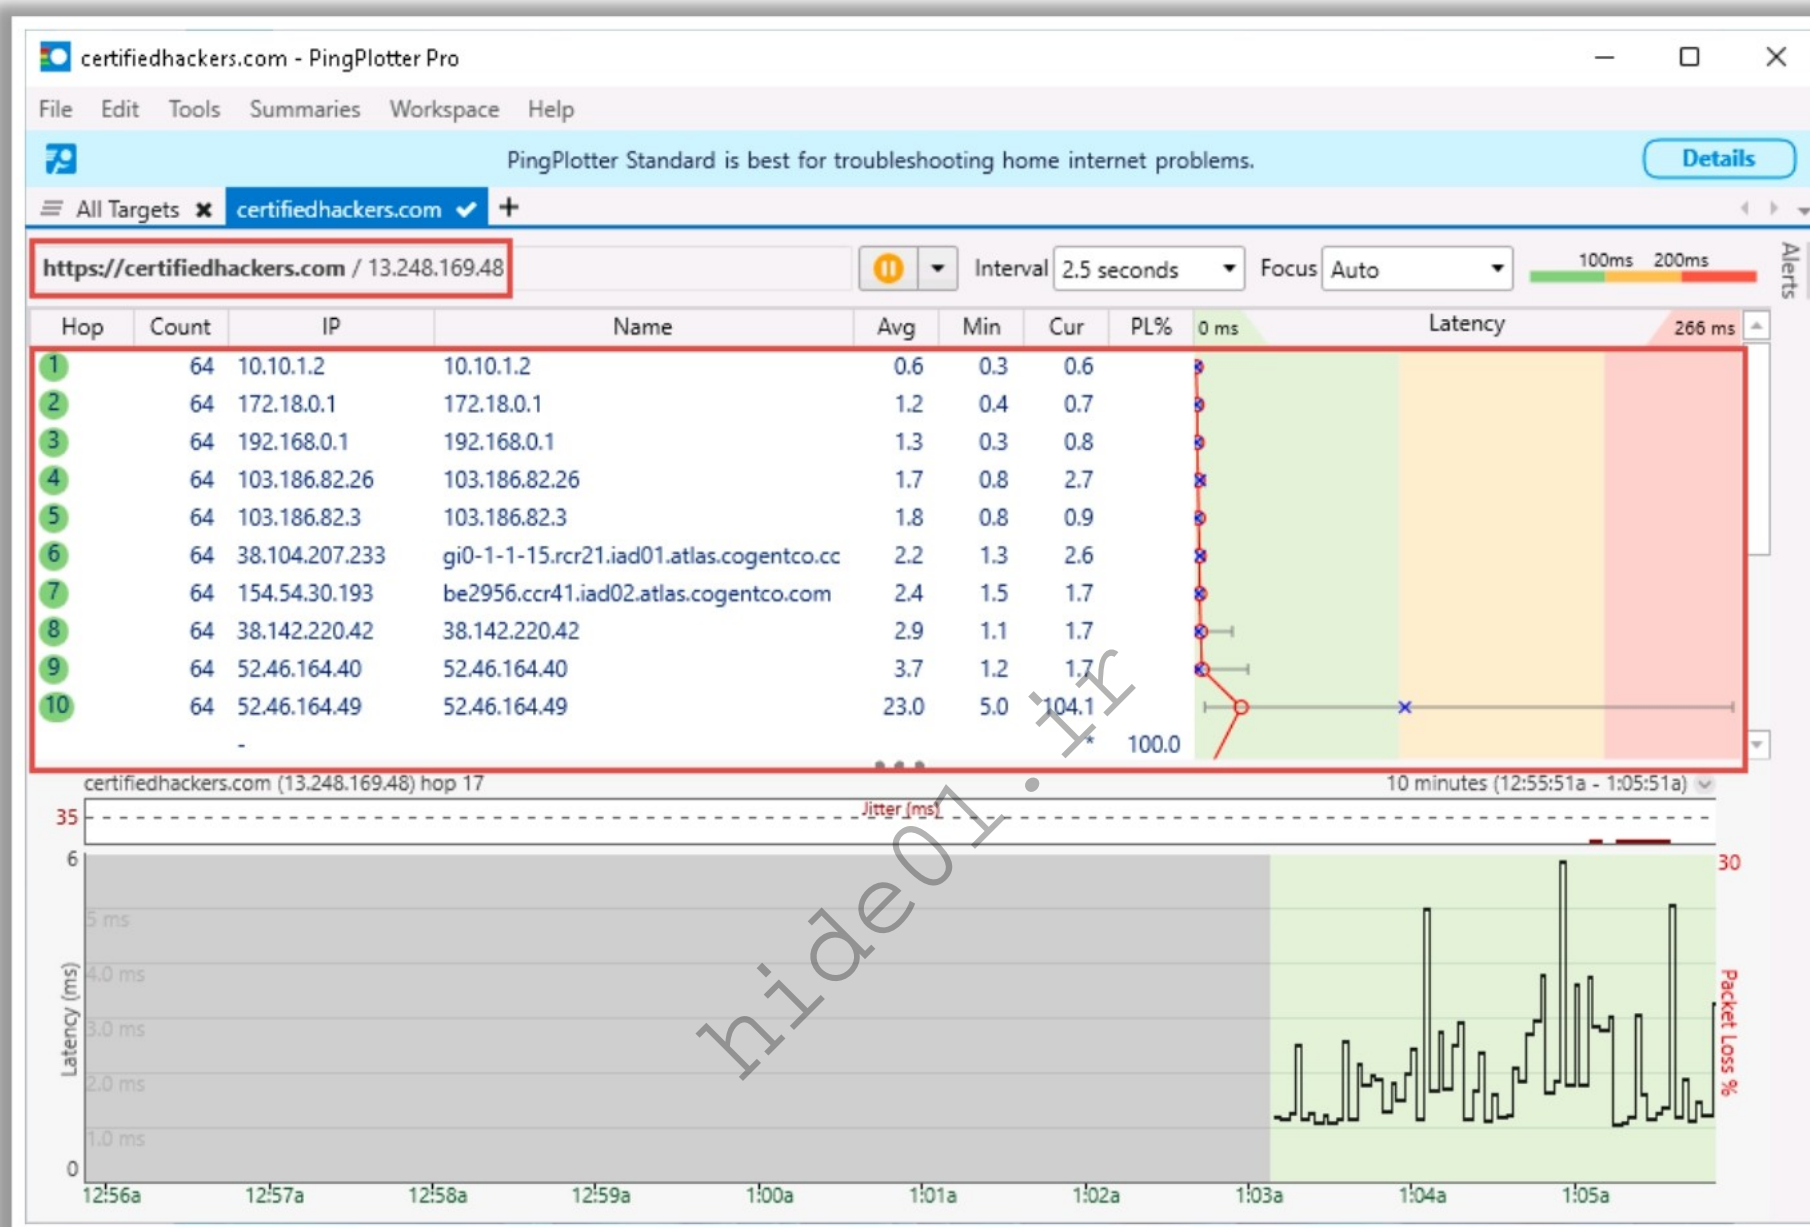 certifiedhackers.com - PingPlotter Pro
File Edit Tools Summaries Workspace Help
PingPlotter Standard is best for troubleshooting home internet problems.
Details
All Targets certifiedhackers.com
https://certifiedhackers.com / 13.248.169.48 Interval 2.5 seconds Focus Auto 100ms 200ms
Alerts
Hop Count IP Name Avg Min Cur PL% 0 ms Latency 266 ms
1 64 10.10.1.2 10.10.1.2 0.6 0.3 0.6
2 64 172.18.0.1 172.18.0.1 1.2 0.4 0.7
3 64 192.168.0.1 192.168.0.1 1.3 0.3 0.8
4 64 103.186.82.26 103.186.82.26 1.7 0.8 2.7
5 64 103.186.82.3 103.186.82.3 1.8 0.8 0.9
6 64 38.104.207.233 gi0-1-1-15.rcr21.iad01.atlas.cogentco.cc 2.2 1.3 2.6
7 64 154.54.30.193 be2956.ccr41.iad02.atlas.cogentco.com 2.4 1.5 1.7
8 64 38.142.220.42 38.142.220.42 2.9 1.1 1.7
9 64 52.46.164.40 52.46.164.40 3.7 1.2 1.7
10 64 52.46.164.49 52.46.164.49 23.0 5.0 104.1
- * 100.0
certifiedhackers.com (13.248.169.48) hop 17 10 minutes (12:55:51a - 1:05:51a)
35 Jitter (ms)
6 30
5 ms
4.0 ms
3.0 ms
2.0 ms
1.0 ms
0
Latency (ms)
Packet Loss %
12:56a 12:57a 12:58a 12:59a 1:00a 1:01a 1:02a 1:03a 1:04a 1:05a
hide01.ir